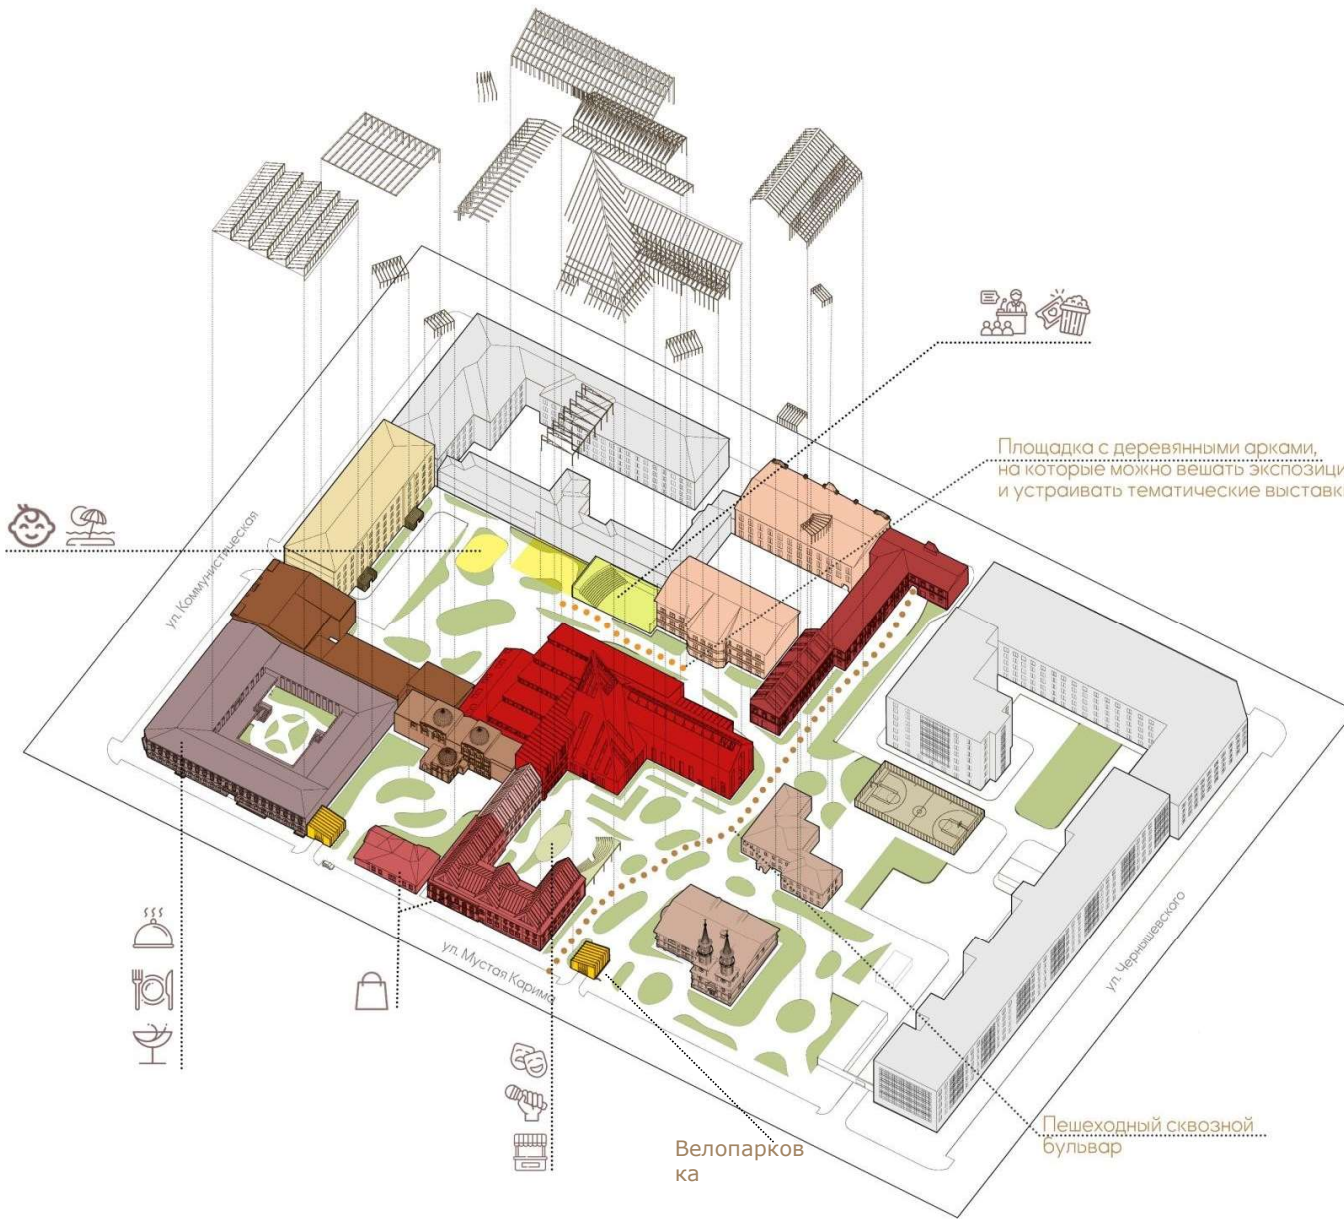 Площадка с деревянными арками,
на которые можно вешать экспозици
и устраивать тематические выставк
ул. Коммунистическая
ул. Мустая Карима
ул. Чернышевского
Пешеходный сквозной
бульвар
Велопарков
ка